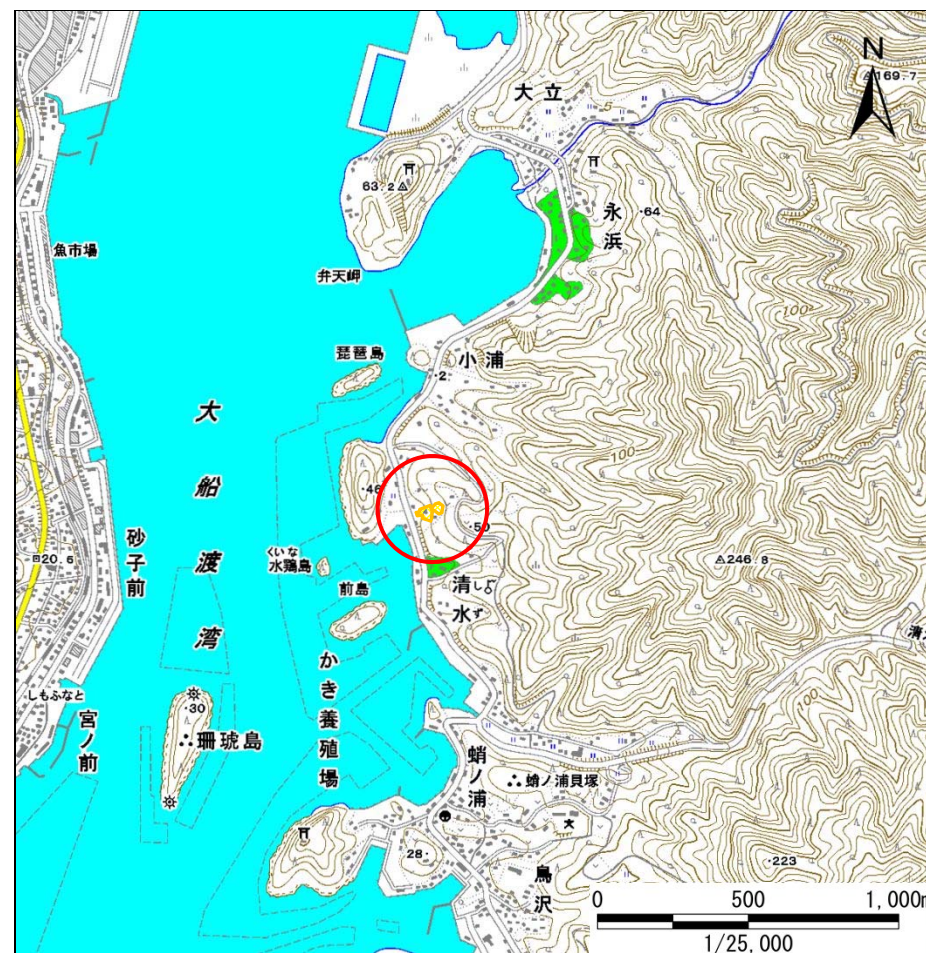 N
169.7
大立
5
63.2
永浜
64
魚市場
弁天岬
100
琵琶島
小浦
2
大船渡湾
100
46
50
砂子前
20.6
くいな
水鶏島
246.8
清しよ
水ず
前島
かき養殖場
100
しもふなと
30
珊琥島
宮ノ前
蛸ノ浦
蛸ノ浦貝塚
28
鳥沢
223
0 500 1,000m
1/25,000